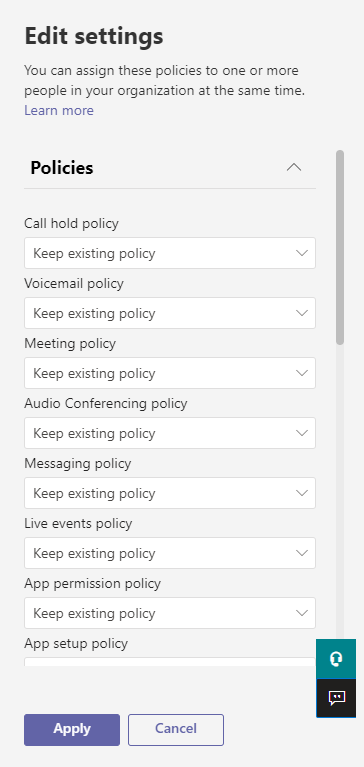 Edit settings
You can assign these policies to one or more
people in your organization at the same time.
Learn more
Policies
Call hold policy
Keep existing policy
Voicemail policy
Keep existing policy
Meeting policy
Keep existing policy
Audio Conferencing policy
Keep existing policy
Messaging policy
Keep existing policy
Live events policy
Keep existing policy
App permission policy
Keep existing policy
App setup policy
Apply
Cancel